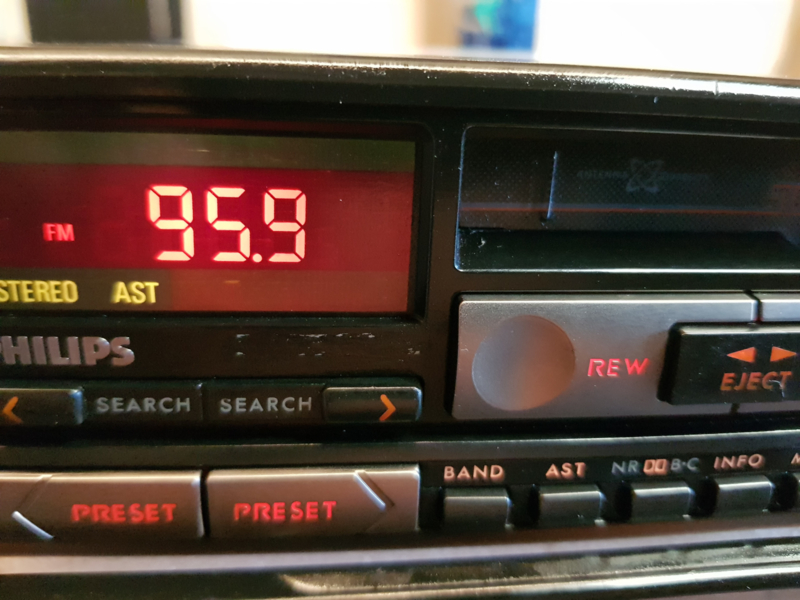 FM 95.9
STEREO AST
PHILIPS
SEARCH SEARCH
REW
EJECT
PRESET PRESET
BAND AST NR B·C INFO M